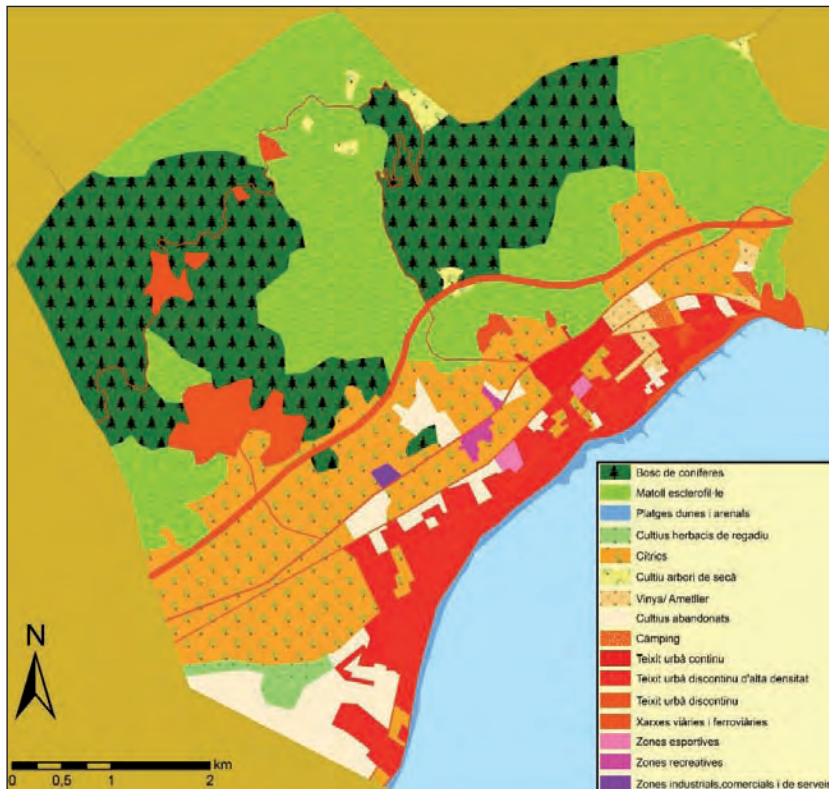 Bosc de coníferes
Matoll esclerofil·le
Platges dunes i arenals
Cultius herbacis de regadiu
Cítrics
Cultiu arbori de secà
Vinya/ Ametller
Cultius abandonats
Càmping
Teixit urbà continu
Teixit urbà discontinu d'alta densitat
Teixit urbà discontinu
Xarxes viàries i ferroviàries
Zones esportives
Zones recreatives
Zones industrials,comercials i de serveis
N
km
0 0,5 1 2